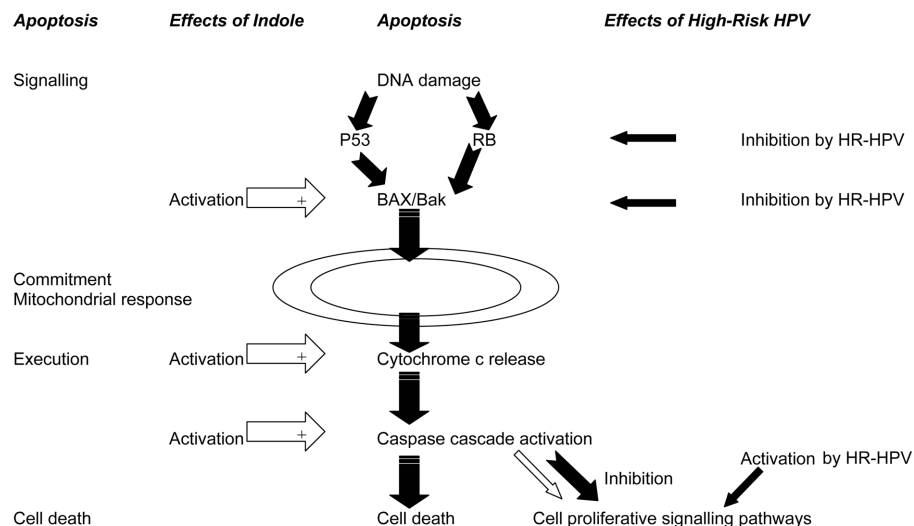 Apoptosis Effects of Indole Apoptosis Effects of High-Risk HPV
Signalling DNA damage
P53 RB Inhibition by HR-HPV
Activation + BAX/Bak Inhibition by HR-HPV
Commitment
Mitochondrial response
Execution Activation + Cytochrome c release
Activation + Caspase cascade activation
Activation by HR-HPV
Inhibition
Cell death Cell death Cell proliferative signalling pathways